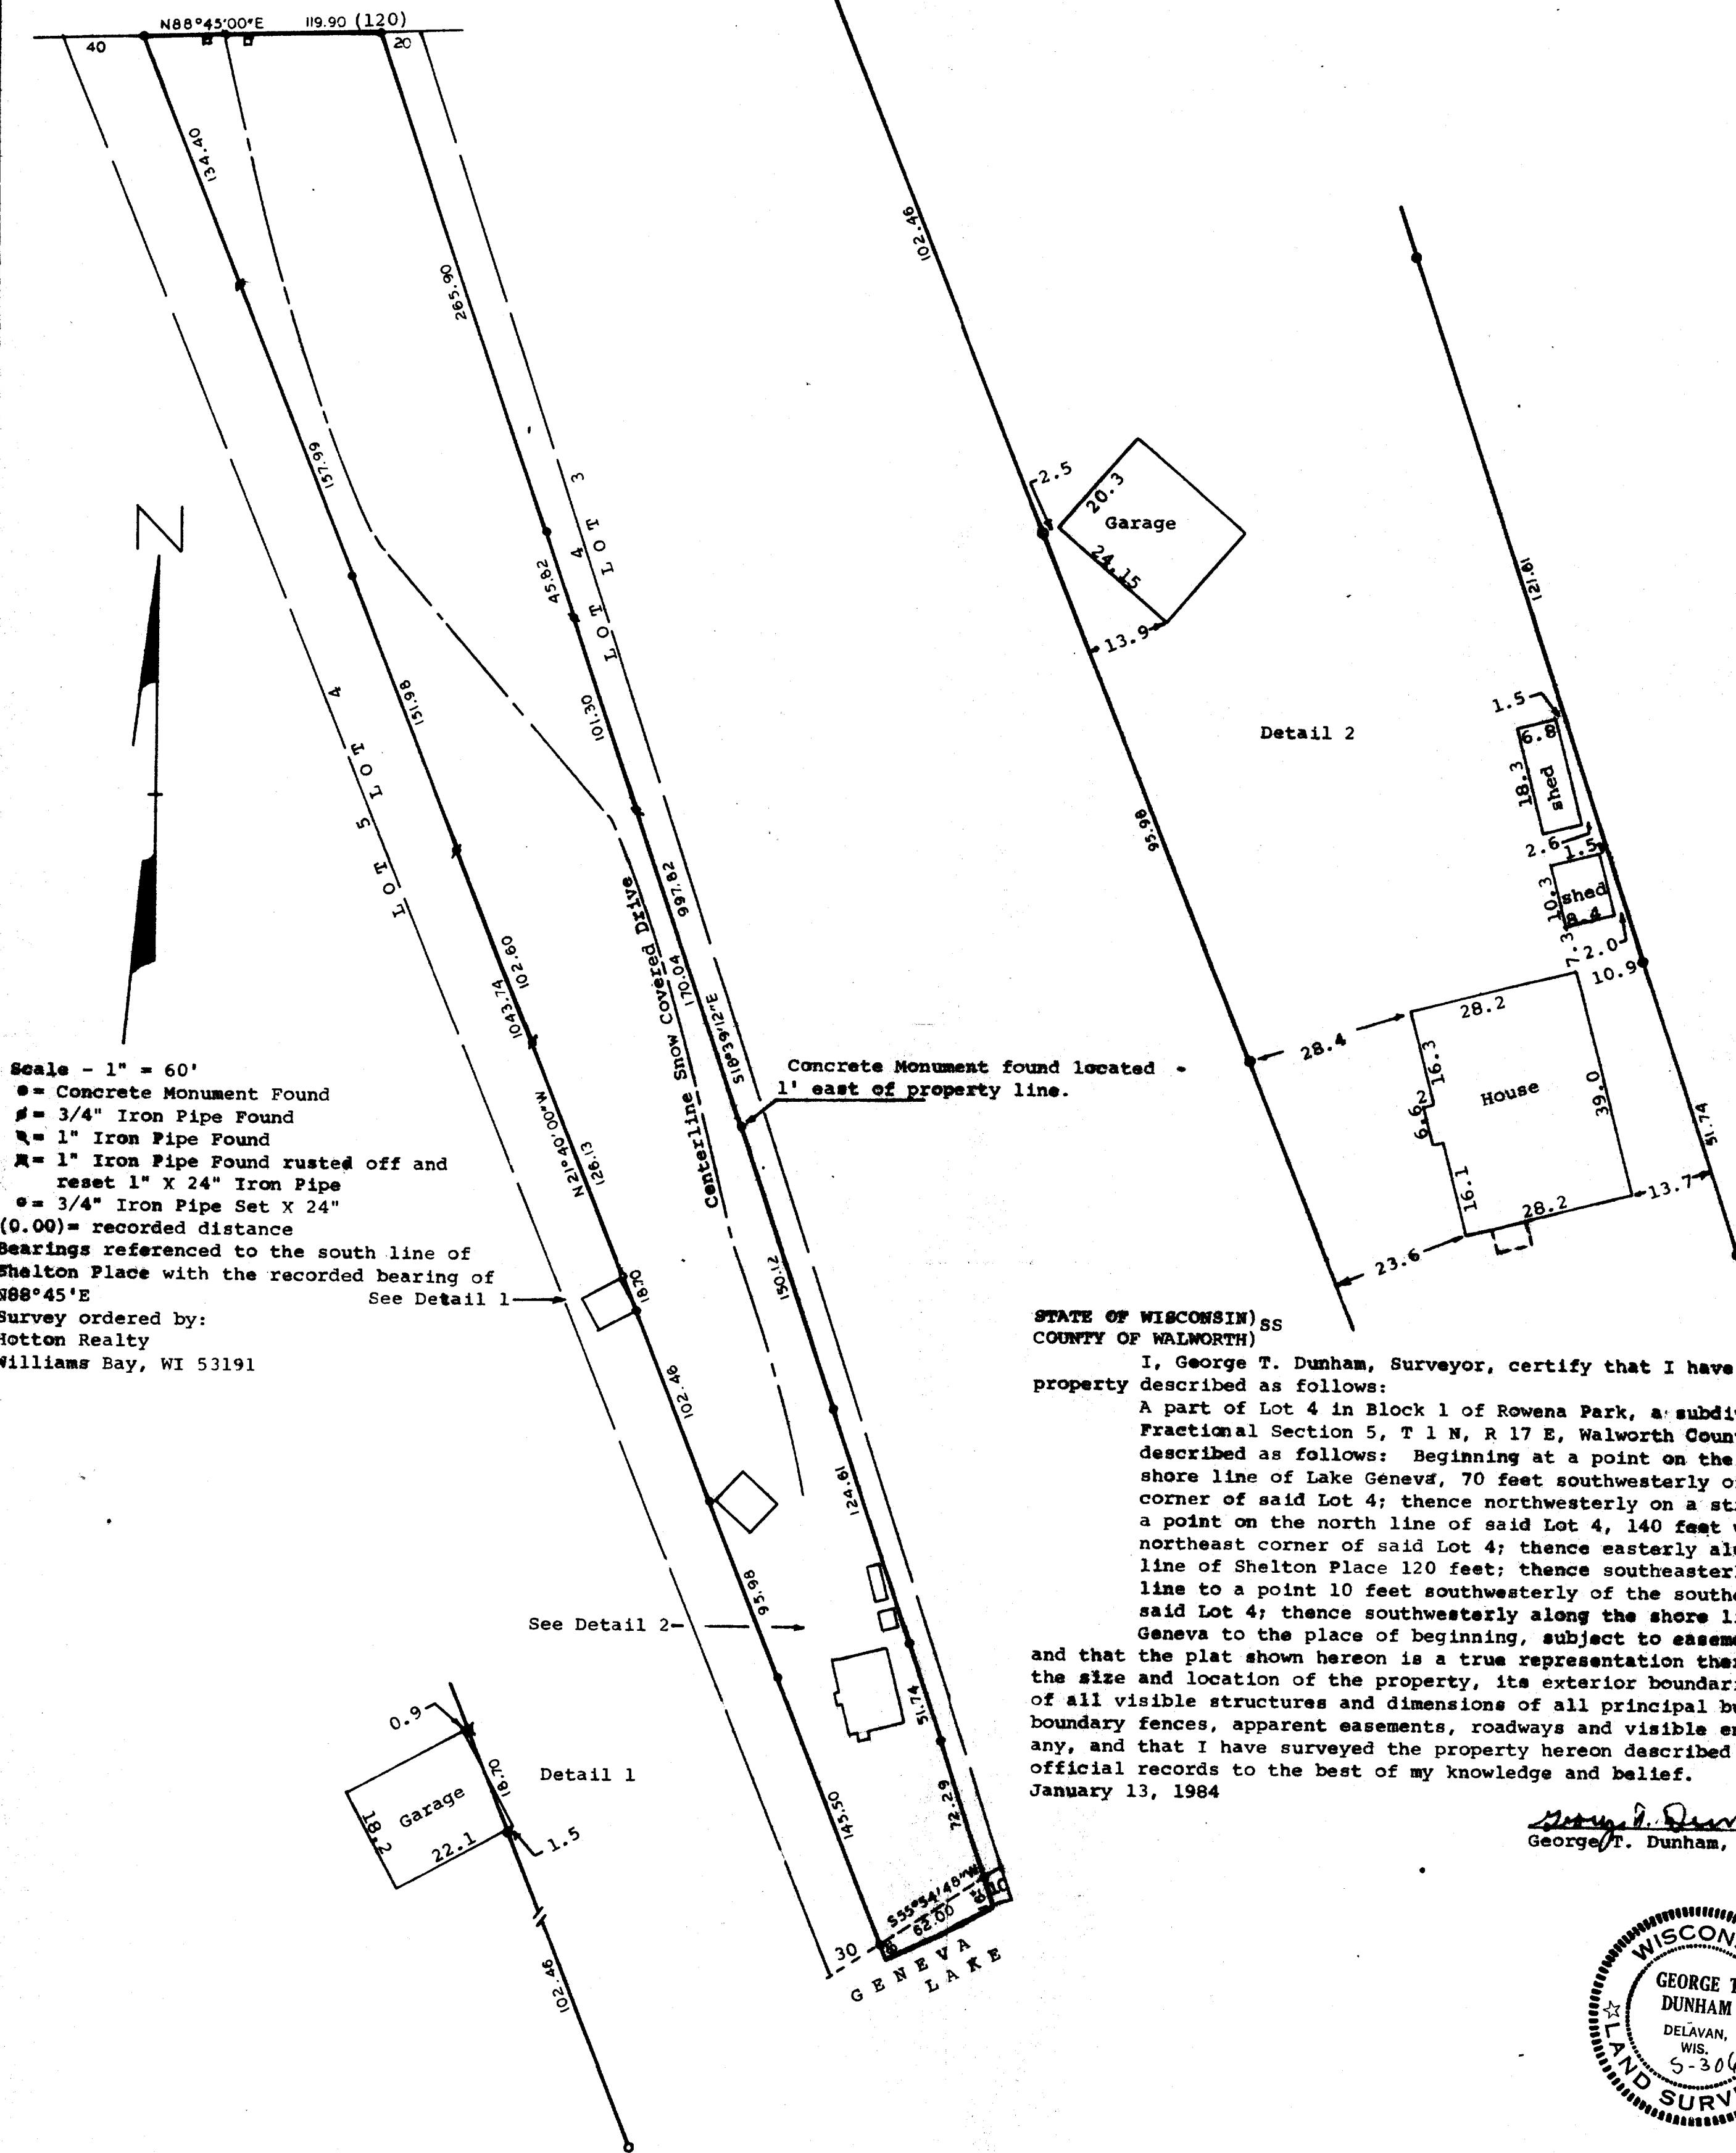 N88°45'00"E 119.90 (120)
40
20
134.40
265.90
157.99
45.82
LOT 4
LOT 3
151.98
101.30
LOT 5
LOT 4
997.82
170.04
S18°39'12"E
Centerline Snow Covered Drive
1043.74
102.60
N21°40'00"W
126.13
Concrete Monument found located
1' east of property line.
N
Scale - 1" = 60'
= Concrete Monument Found
= 3/4" Iron Pipe Found
= 1" Iron Pipe Found
= 1" Iron Pipe Found rusted off and
reset 1" X 24" Iron Pipe
= 3/4" Iron Pipe Set X 24"
(0.00)= recorded distance
Bearings referenced to the south line of
Shelton Place with the recorded bearing of
N88°45'E
See Detail 1
Survey ordered by:
Hotton Realty
Williams Bay, WI 53191
18.70
150.12
102.46
124.61
95.98
See Detail 2
51.74
145.50
72.29
S55°54'48"W
62.00
10
30
GENEVA
LAKE
0.9
18.70
Detail 1
Garage
18.2
22.1
1.5
102.46
102.46
2.5
20.3
Garage
24.15
13.9
121.61
Detail 2
1.5
6.8
18.3
shed
2.6
1.5
10.3
shed
8.4
7.3
2.0
10.9
95.98
28.4
28.2
16.3
2
6.6
House
39.0
16.1
28.2
13.7
51.74
23.6
STATE OF WISCONSIN)
SS
COUNTY OF WALWORTH)
I, George T. Dunham, Surveyor, certify that I have
property described as follows:
A part of Lot 4 in Block 1 of Rowena Park, a
Fractional Section 5, T 1 N, R 17 E, Walworth
described as follows: Beginning at a point on the
shore line of Lake Geneva, 70 feet southwesterly
corner of said Lot 4; thence northwesterly on a
a point on the north line of said Lot 4, 140 feet
northeast corner of said Lot 4; thence easterly
line of Shelton Place 120 feet; thence
line to a point 10 feet southwesterly of the
said Lot 4; thence southwesterly along the shore
Geneva to the place of beginning, subject to
and that the plat shown hereon is a true representation
the size and location of the property, its exterior
of all visible structures and dimensions of all principal
boundary fences, apparent easements, roadways and visible
any, and that I have surveyed the property hereon described
official records to the best of my knowledge and belief.
January 13, 1984
George T. Dunham,
WISCON
GEORGE T
DUNHAM
DELAVAN,
WIS.
S-30
LAND SURV